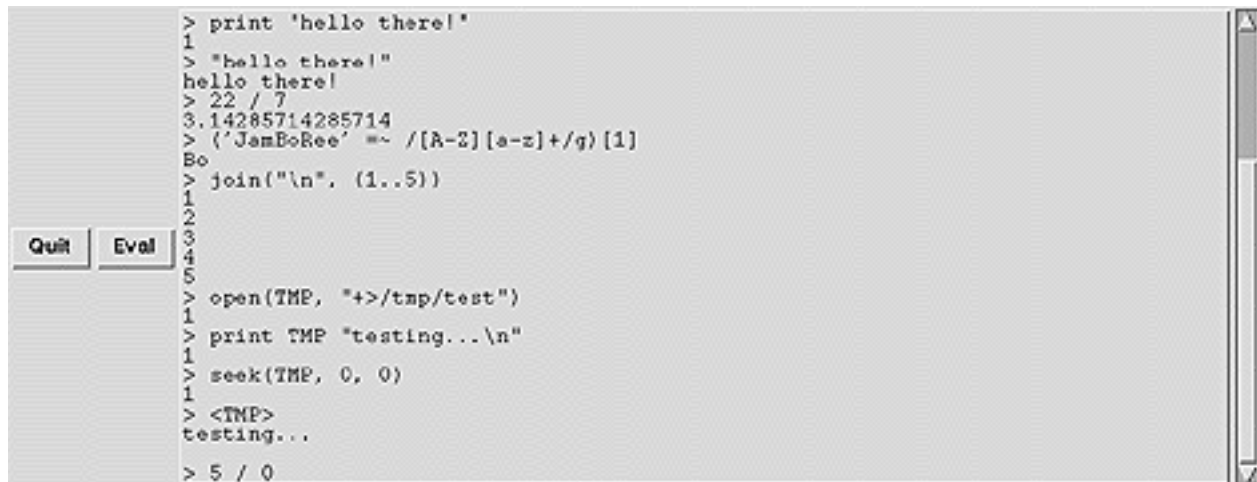 > print "hello there!"
1
> "hello there!"
hello there!
> 22 / 7
3.14285714285714
> ('JamBoRee' =~ /[A-Z][a-z]+/g)[1]
Bo
> join("\n", (1..5))
1
2
3
4
5
Quit
Eval
> open(TMP, "+>/tmp/test")
1
> print TMP "testing...\n"
1
> seek(TMP, 0, 0)
1
> <TMP>
testing...
> 5 / 0